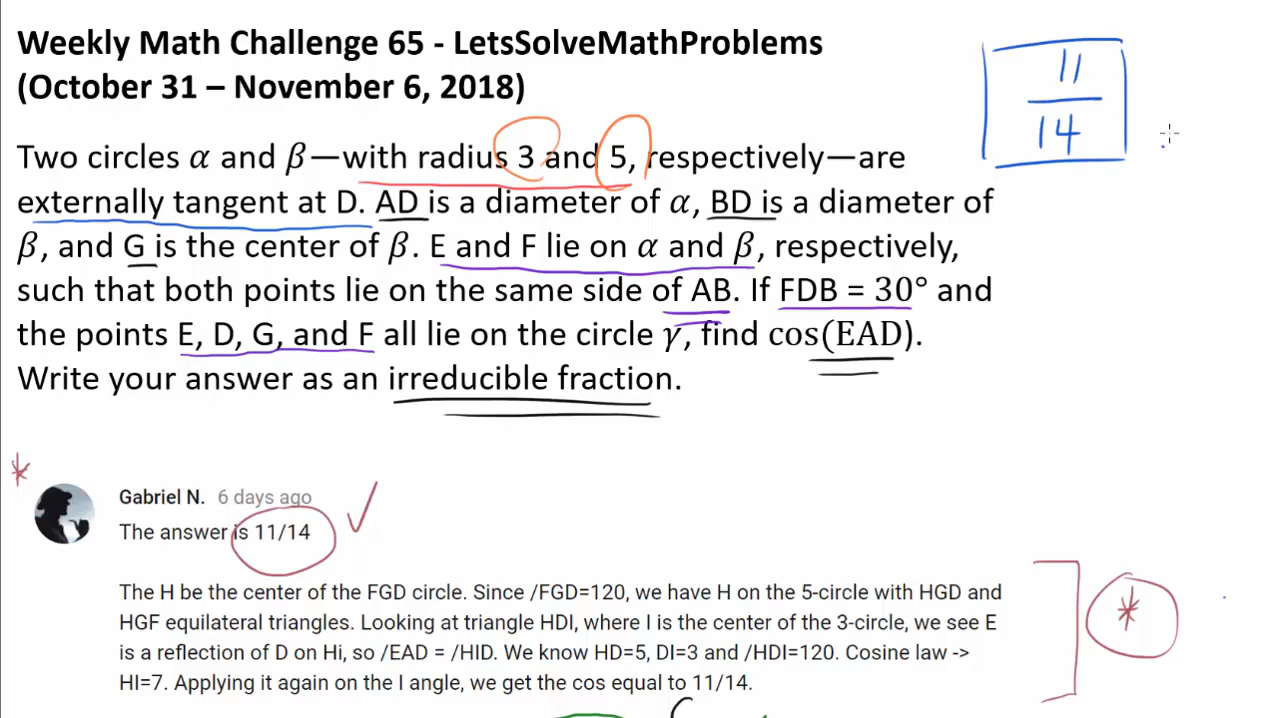 Weekly Math Challenge 65 - LetsSolveMathProblems
(October 31 – November 6, 2018)
11
14
Two circles α and β—with radius 3 and 5, respectively—are
externally tangent at D. AD is a diameter of α, BD is a diameter of
β, and G is the center of β. E and F lie on α and β, respectively,
such that both points lie on the same side of AB. If FDB = 30° and
the points E, D, G, and F all lie on the circle γ, find cos(EAD).
Write your answer as an irreducible fraction.
*
Gabriel N. 6 days ago
The answer is 11/14
The H be the center of the FGD circle. Since /FGD=120, we have H on the 5-circle with HGD and
HGF equilateral triangles. Looking at triangle HDI, where I is the center of the 3-circle, we see E
is a reflection of D on Hi, so /EAD = /HID. We know HD=5, DI=3 and /HDI=120. Cosine law ->
HI=7. Applying it again on the I angle, we get the cos equal to 11/14.
*